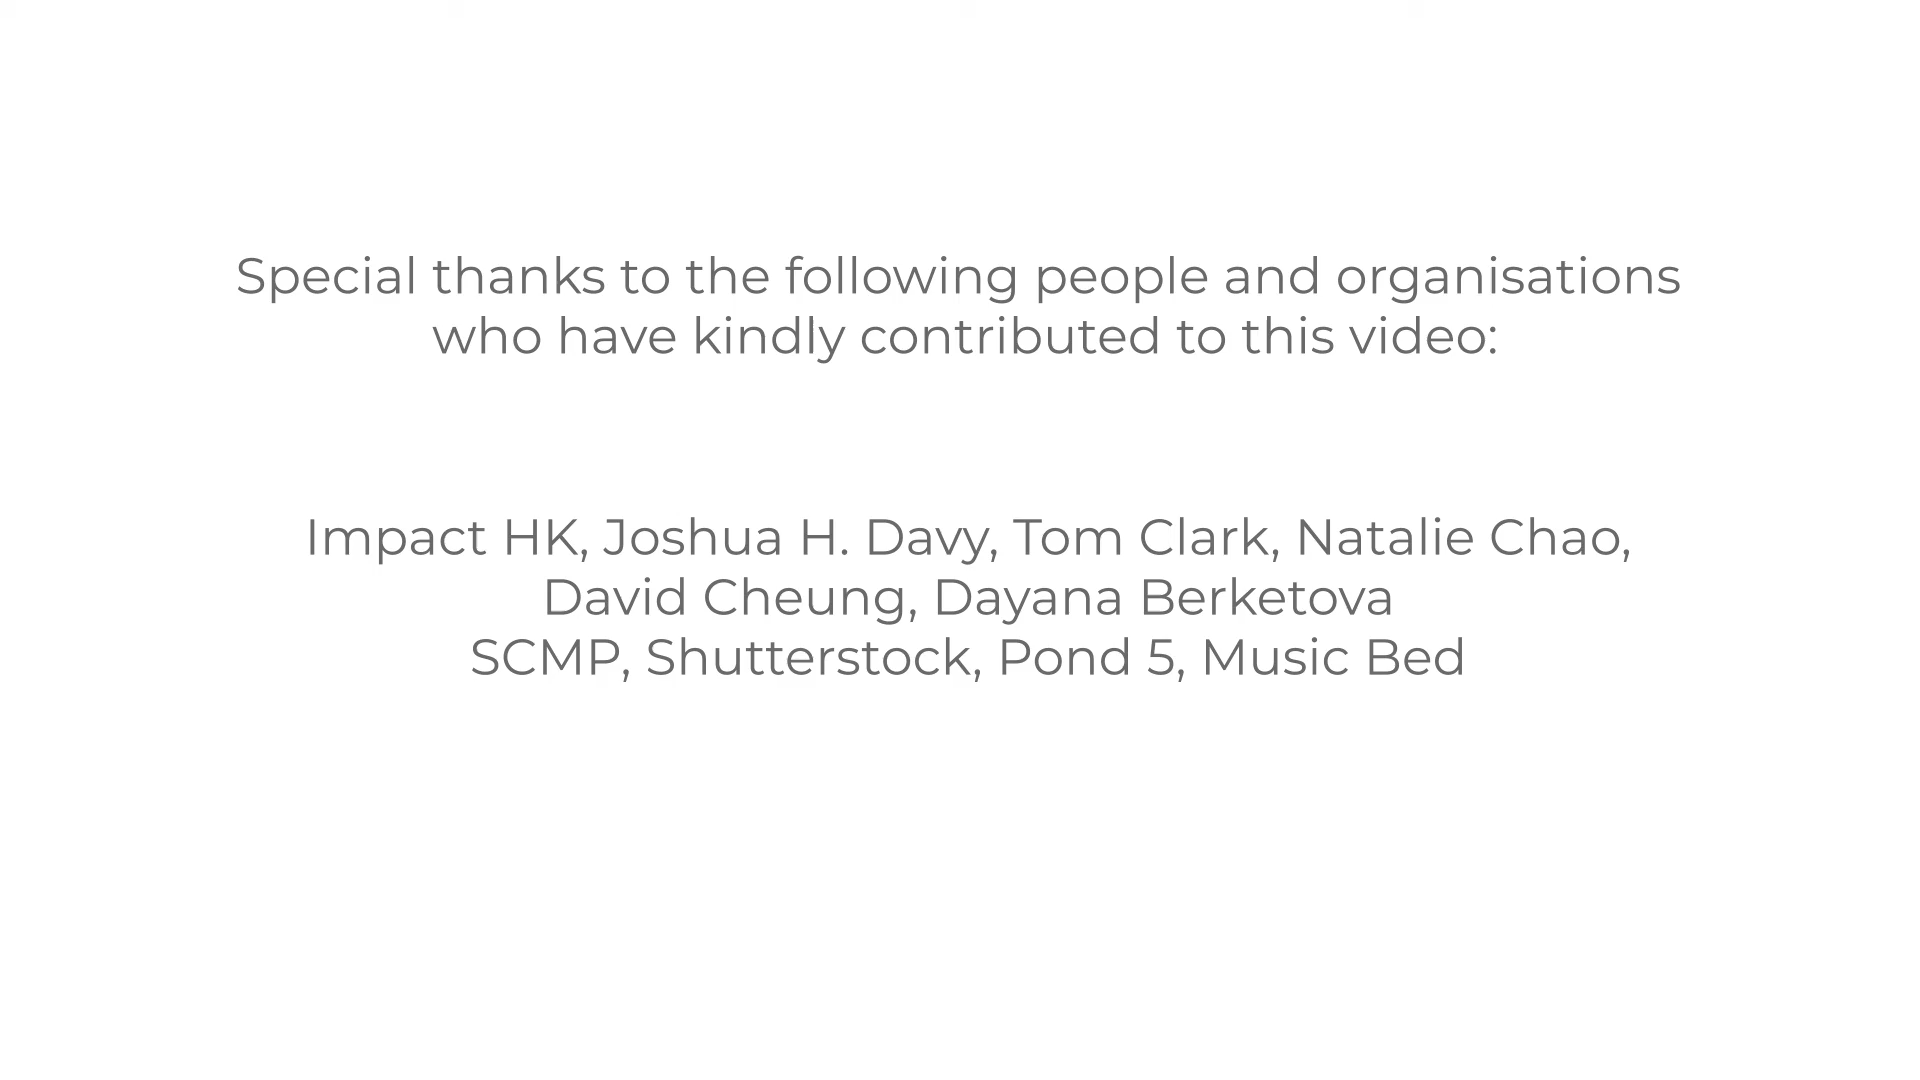 Special thanks to the following people and organisations
who have kindly contributed to this video:
Impact HK, Joshua H. Davy, Tom Clark, Natalie Chao,
David Cheung, Dayana Berketova
SCMP, Shutterstock, Pond 5, Music Bed